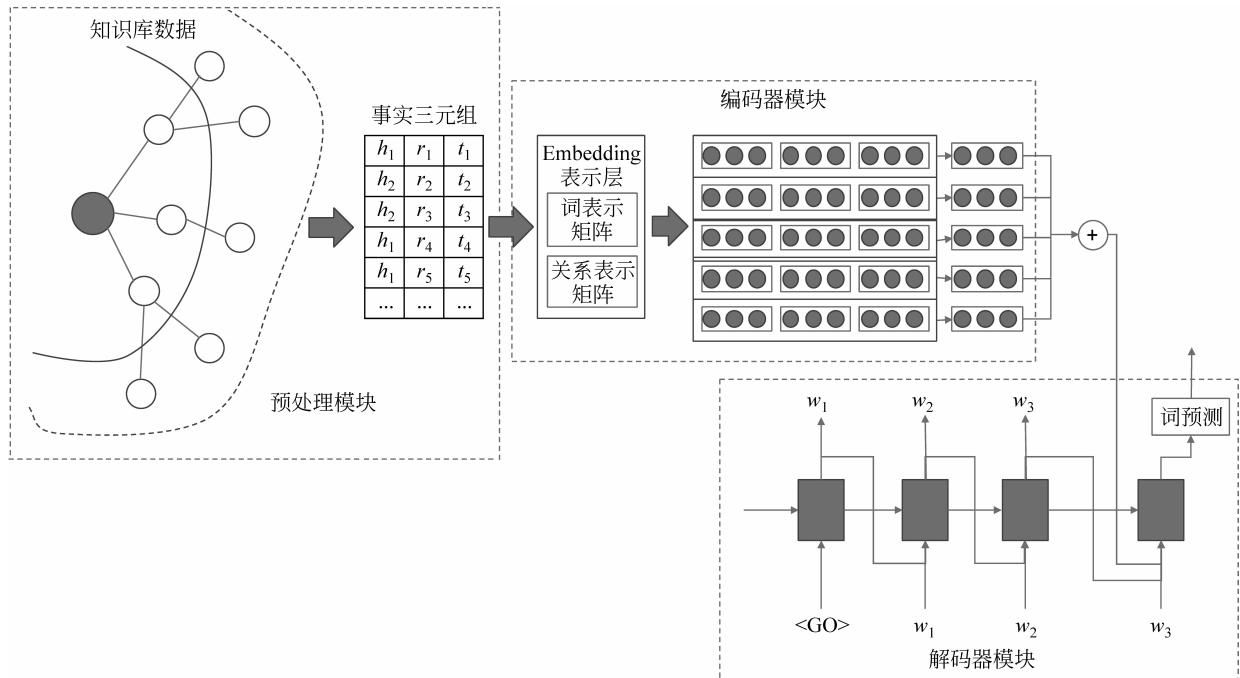 知识库数据
事实三元组
h₁ r₁ t₁
h₂ r₂ t₂
h₂ r₃ t₃
h₁ r₄ t₄
h₁ r₅ t₅
... ... ...
预处理模块
编码器模块
Embedding
表示层
词表示
矩阵
关系表示
矩阵
+
w₁ w₂ w₃
词预测
<GO> w₁ w₂ w₃
解码器模块